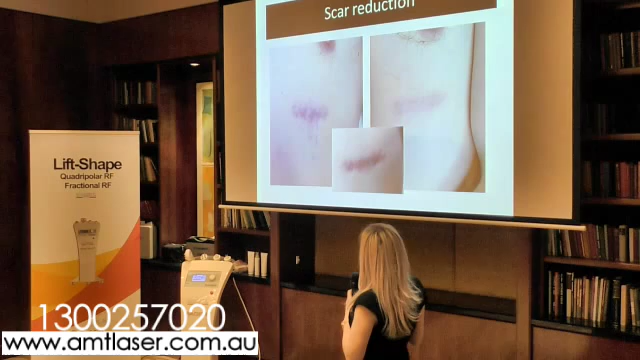 Scar reduction
Lift-Shape
Quadripolar RF
Fractional RF
1300257020
www.amtlaser.com.au